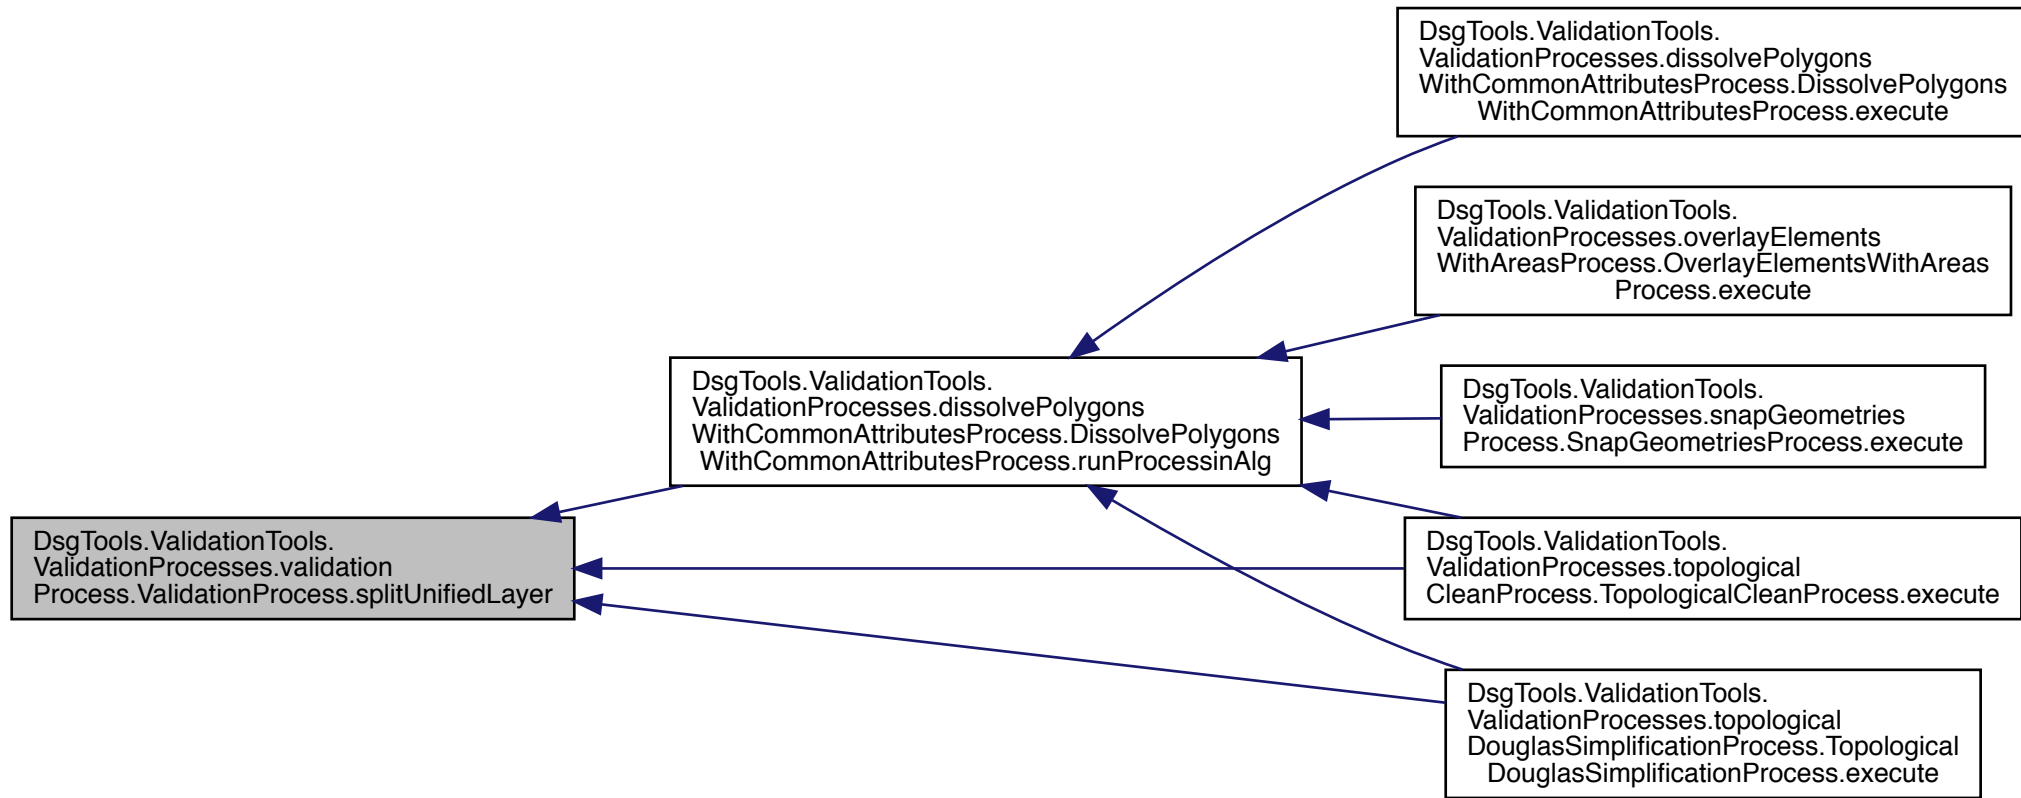 DsgTools.ValidationTools.
ValidationProcesses.dissolvePolygons
WithCommonAttributesProcess.DissolvePolygons
WithCommonAttributesProcess.execute
DsgTools.ValidationTools.
ValidationProcesses.overlayElements
WithAreasProcess.OverlayElementsWithAreas
Process.execute
DsgTools.ValidationTools.
ValidationProcesses.dissolvePolygons
WithCommonAttributesProcess.DissolvePolygons
WithCommonAttributesProcess.runProcessinAlg
DsgTools.ValidationTools.
ValidationProcesses.snapGeometries
Process.SnapGeometriesProcess.execute
DsgTools.ValidationTools.
ValidationProcesses.validation
Process.ValidationProcess.splitUnifiedLayer
DsgTools.ValidationTools.
ValidationProcesses.topological
CleanProcess.TopologicalCleanProcess.execute
DsgTools.ValidationTools.
ValidationProcesses.topological
DouglasSimplificationProcess.Topological
DouglasSimplificationProcess.execute